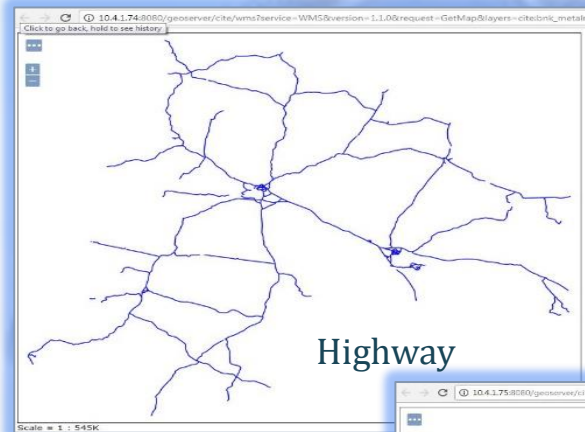 10.4.1.74:8080/geoserver/cite/wms?service=WMS&version=1.1.0&request=GetMap&layers=cite:bnk_metal
Click to go back, hold to see history
Highway
10.4.1.75:8080/geoserver/ci
Scale = 1 : 545K